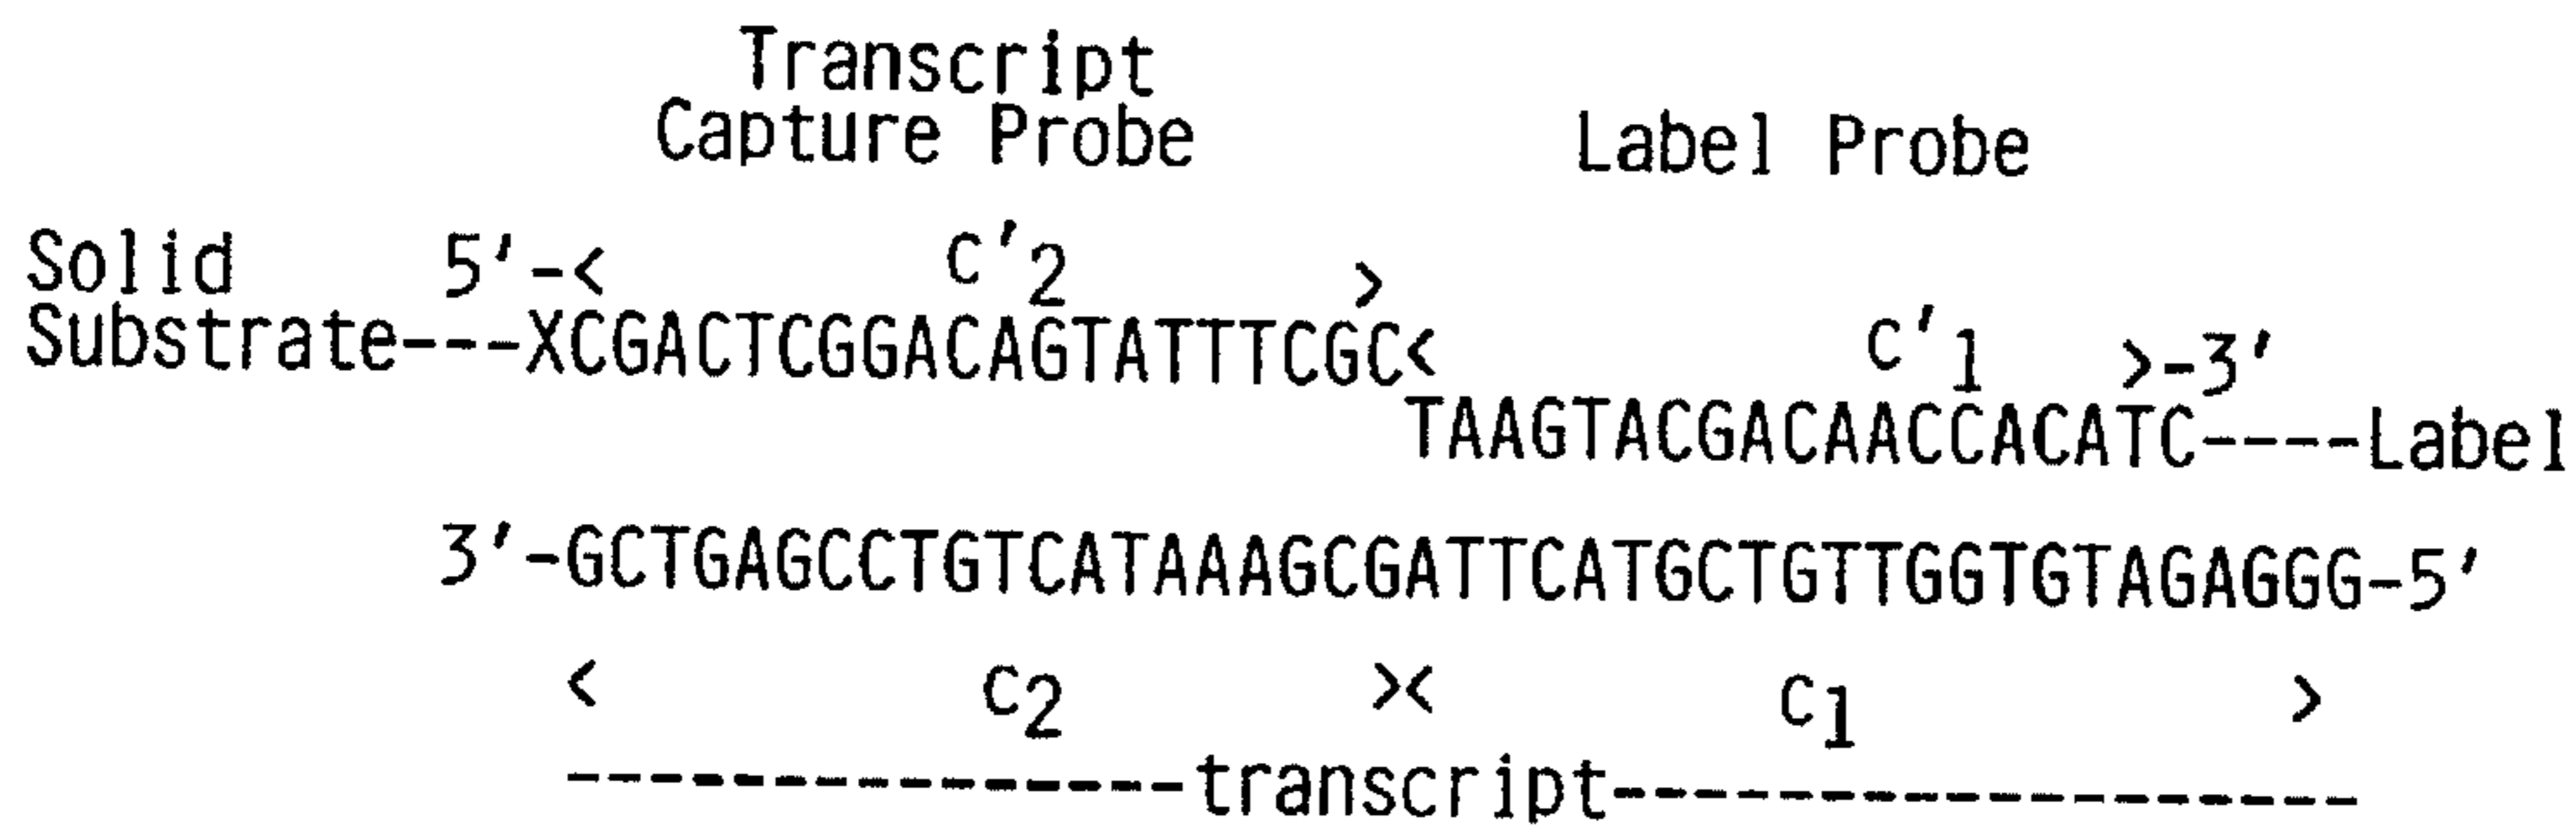 Transcript
Capture Probe Label Probe
Solid 5'-< c'2 >
Substrate---XCGACTCGGACAGTATTTCGC< c'1 >-3'
TAAGTACGACAACCACATC----Label
3'-GCTGAGCCTGTCATAAAGCGATTCATGCTGTTGGTGTAGAGGG-5'
< c2 >< c1 >
---------------transcript------------------